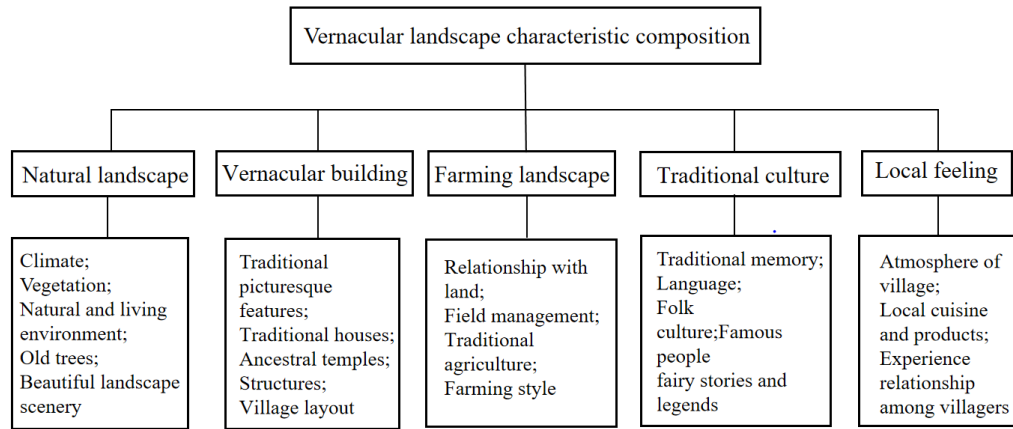 Vernacular landscape characteristic composition
Natural landscape
Vernacular building
Farming landscape
Traditional culture
Local feeling
Climate;
Vegetation;
Natural and living
environment;
Old trees;
Beautiful landscape
scenery
Traditional
picturesque
features;
Traditional houses;
Ancestral temples;
Structures;
Village layout
Relationship with
land;
Field management;
Traditional
agriculture;
Farming style
Traditional memory;
Language;
Folk
culture;Famous
people
fairy stories and
legends
Atmosphere of
village;
Local cuisine
and products;
Experience
relationship
among villagers